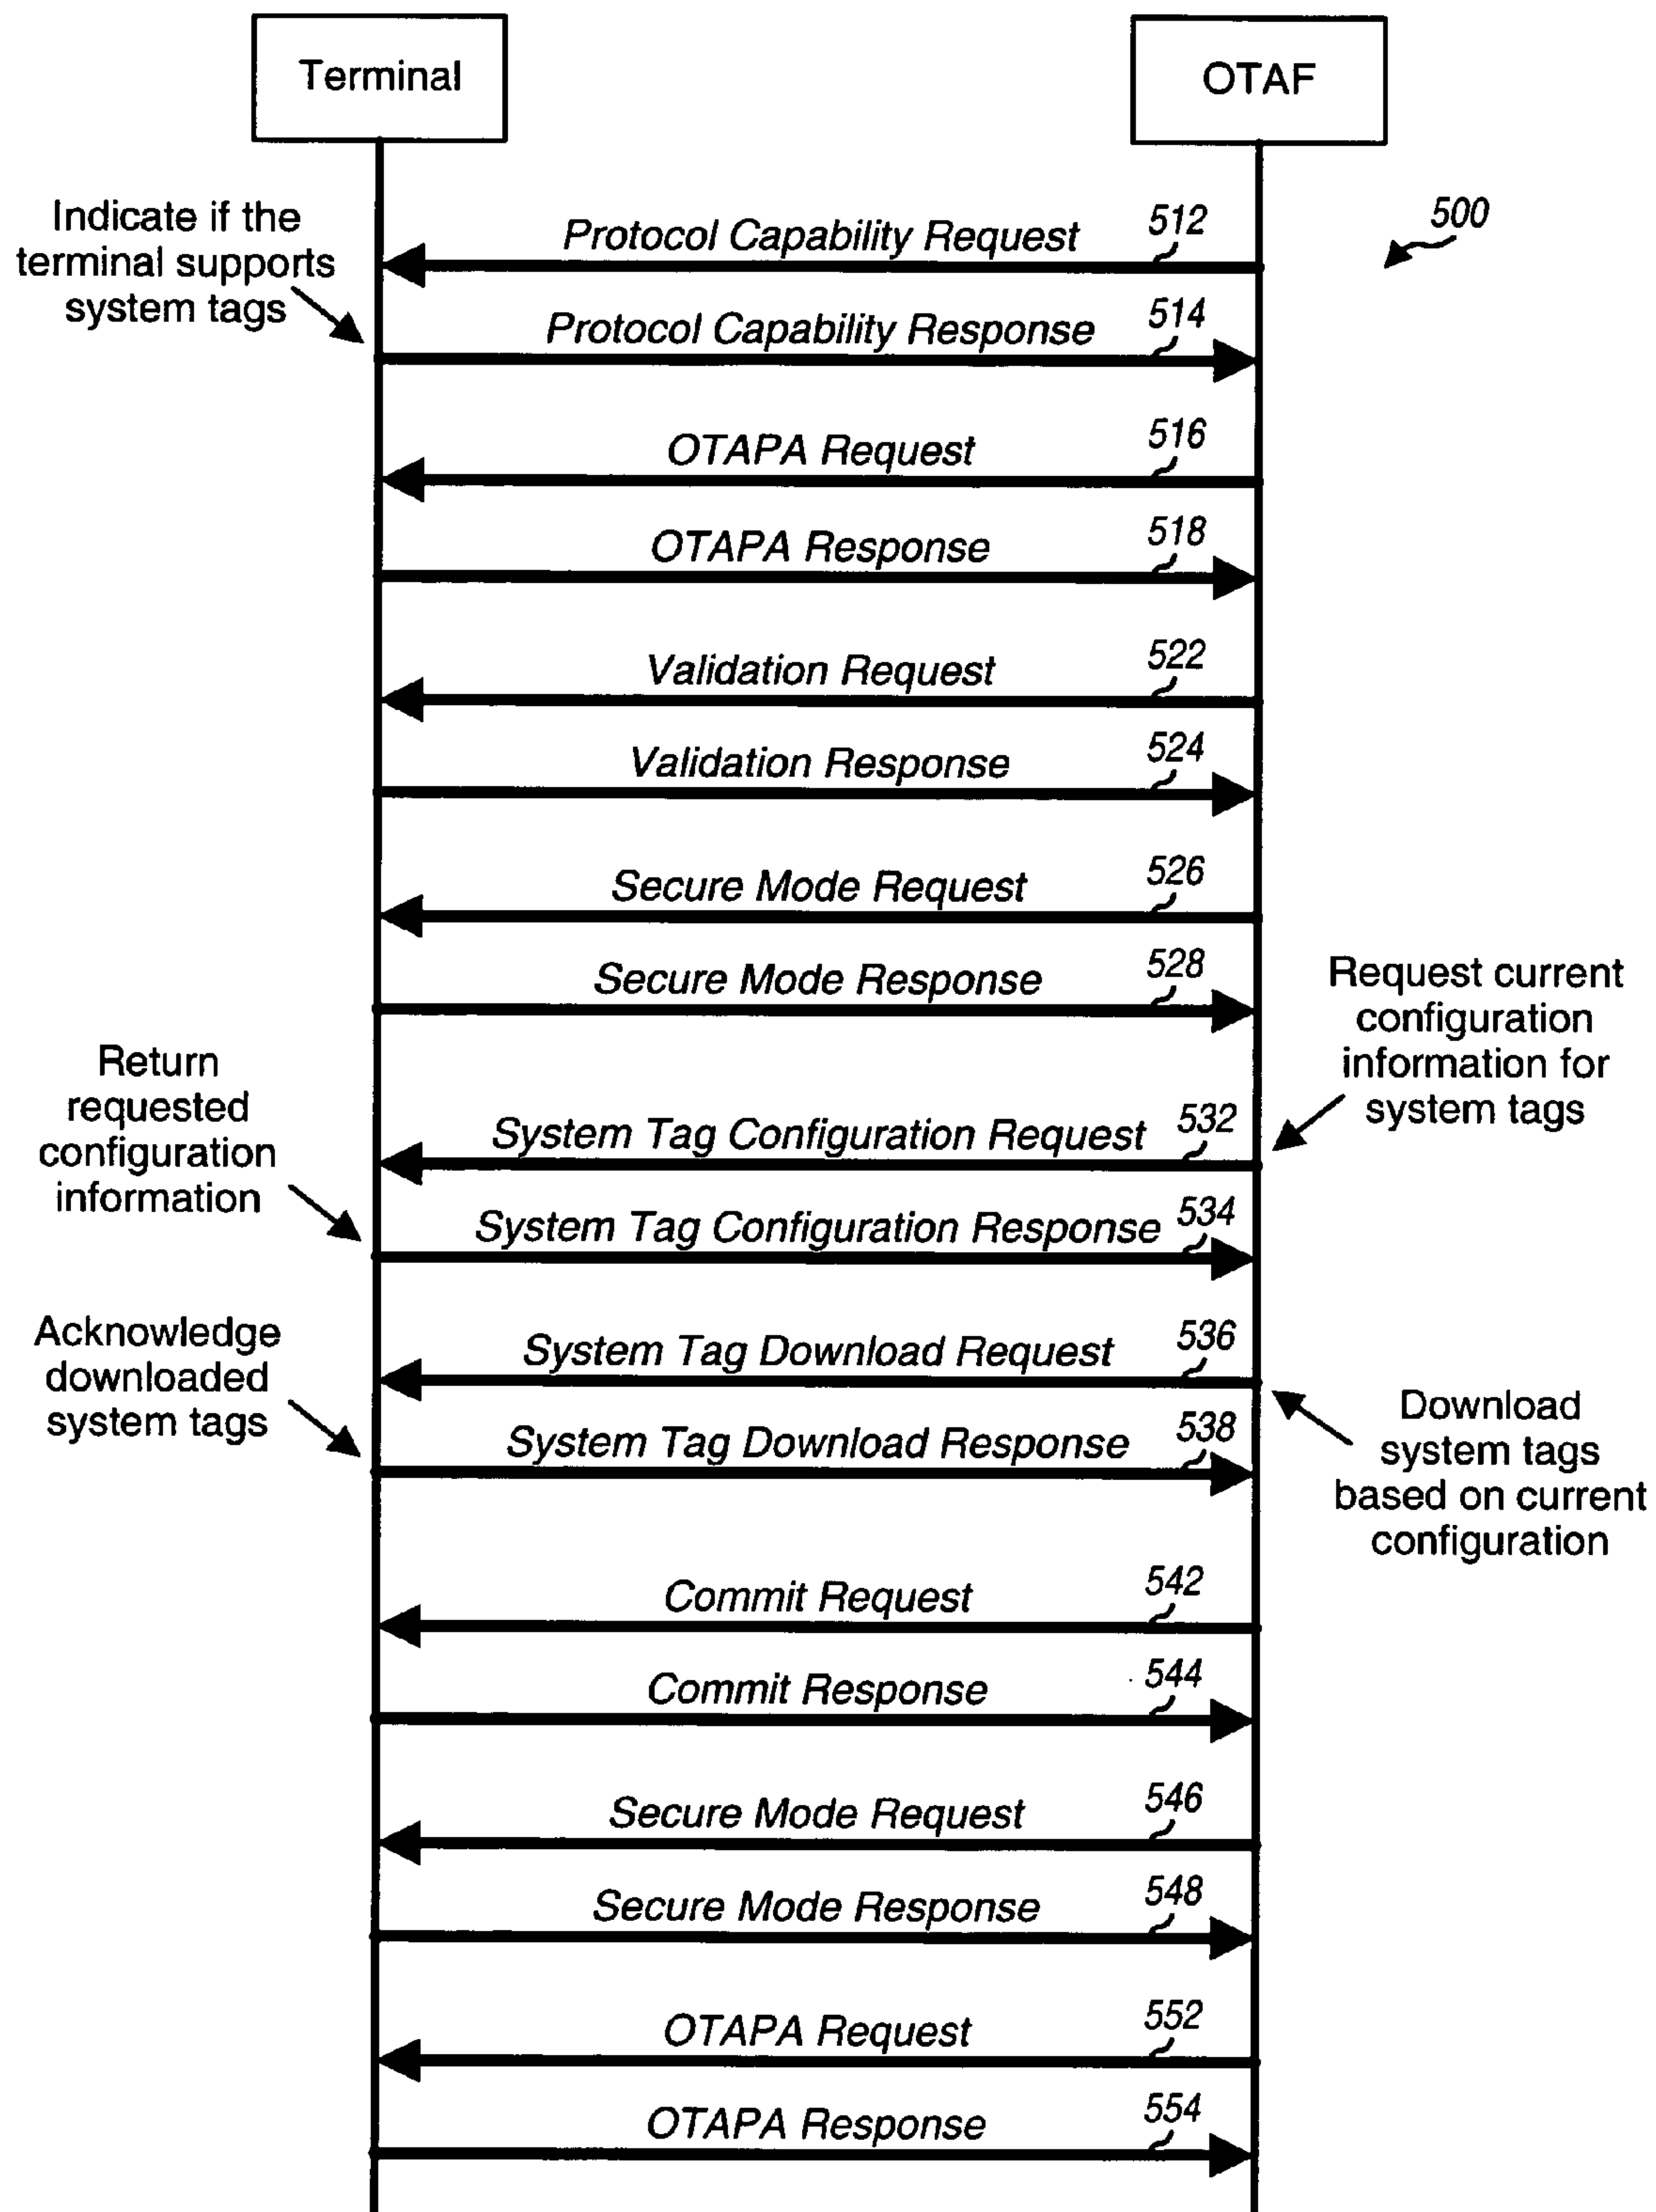 Terminal
OTAF
500
Indicate if the
terminal supports
system tags
Protocol Capability Request 512
Protocol Capability Response 514
OTAPA Request 516
OTAPA Response 518
Validation Request 522
Validation Response 524
Secure Mode Request 526
Secure Mode Response 528
Request current
configuration
information for
system tags
Return
requested
configuration
information
System Tag Configuration Request 532
System Tag Configuration Response 534
Acknowledge
downloaded
system tags
System Tag Download Request 536
System Tag Download Response 538
Download
system tags
based on current
configuration
Commit Request 542
Commit Response 544
Secure Mode Request 546
Secure Mode Response 548
OTAPA Request 552
OTAPA Response 554